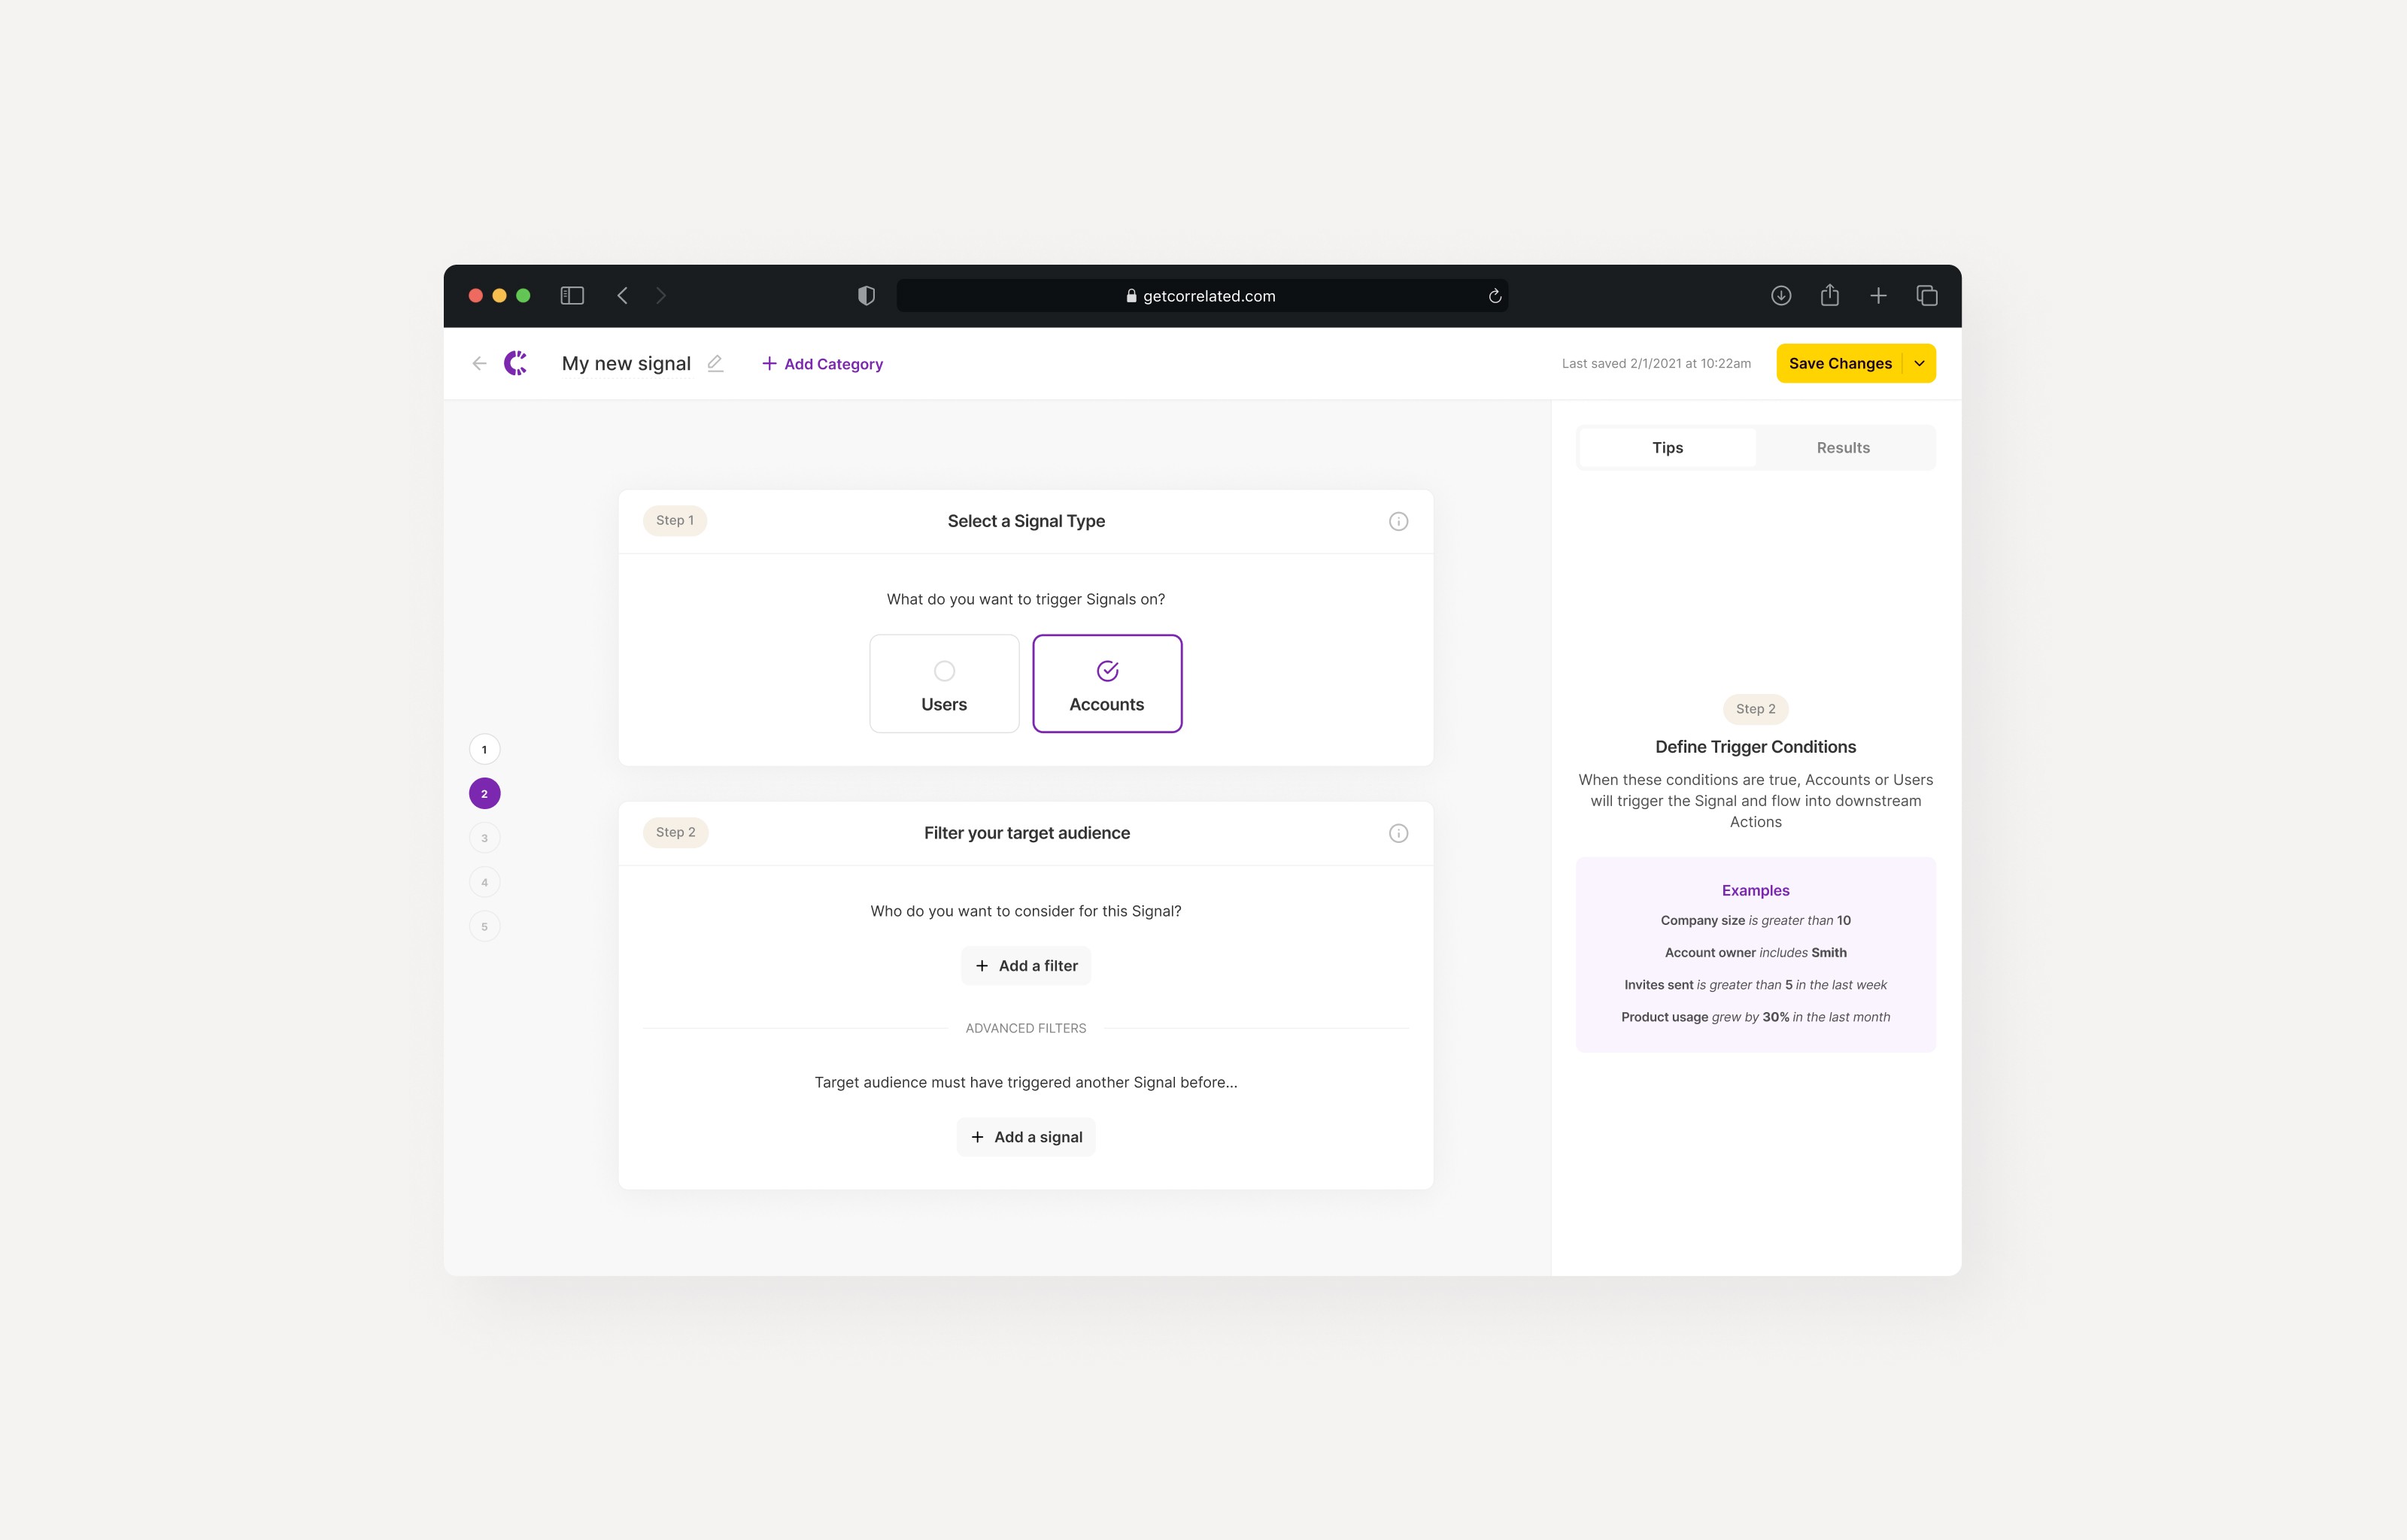 getcorrelated.com
My new signal
Add Category
Last saved 2/1/2021 at 10:22am
Save Changes
Tips
Results
Step 1
Select a Signal Type
What do you want to trigger Signals on?
Users
Accounts
1
2
3
4
5
Step 2
Filter your target audience
Who do you want to consider for this Signal?
Add a filter
ADVANCED FILTERS
Target audience must have triggered another Signal before...
Add a signal
Step 2
Define Trigger Conditions
When these conditions are true, Accounts or Users
will trigger the Signal and flow into downstream
Actions
Examples
Company size is greater than 10
Account owner includes Smith
Invites sent is greater than 5 in the last week
Product usage grew by 30% in the last month